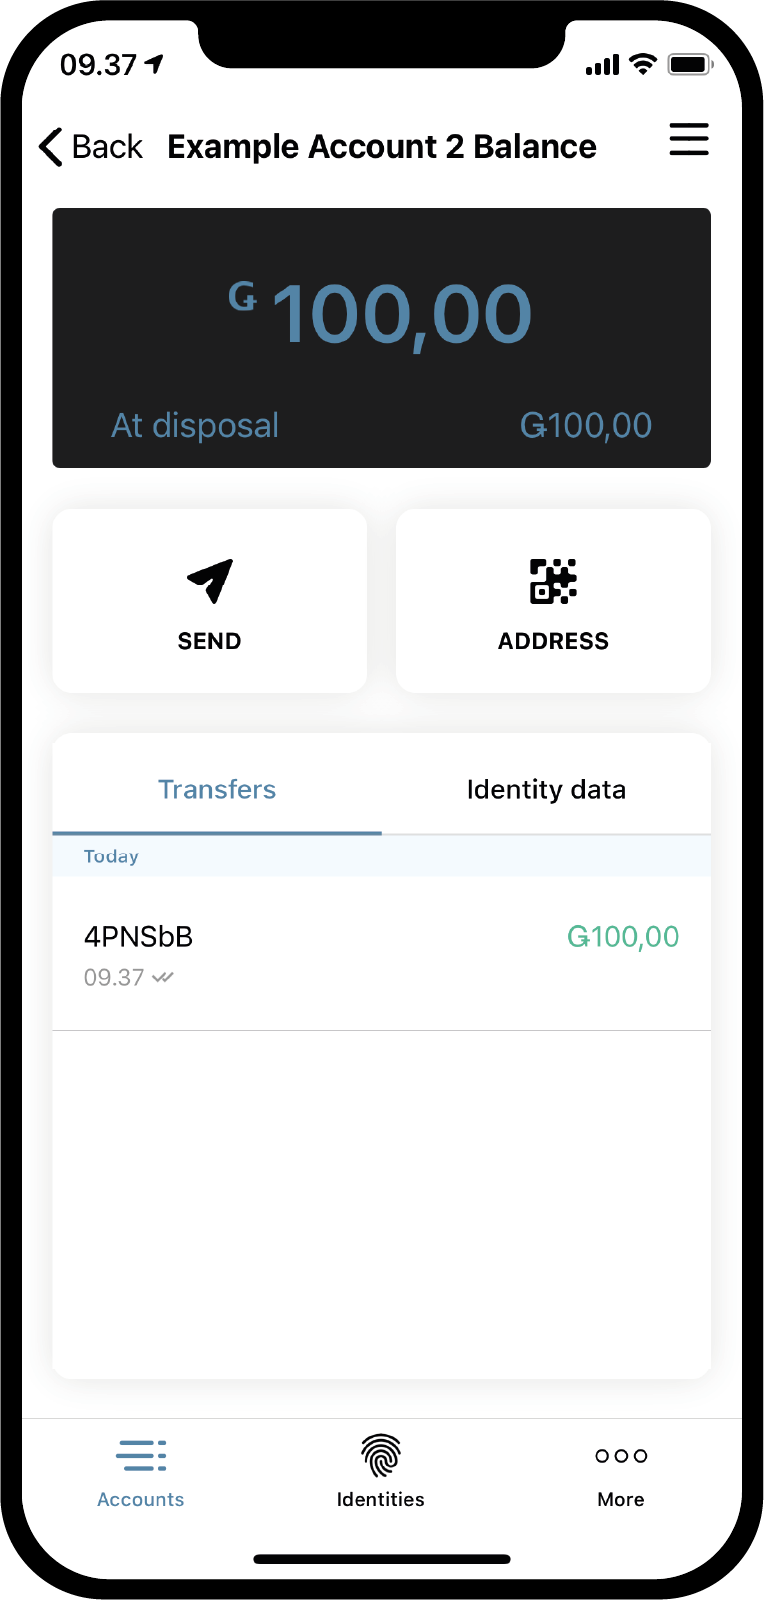 09.37
Back Example Account 2 Balance
Ǥ 100,00
At disposal Ǥ100,00
SEND ADDRESS
Transfers Identity data
Today
4PNSbB Ǥ100,00
09.37
Accounts Identities More